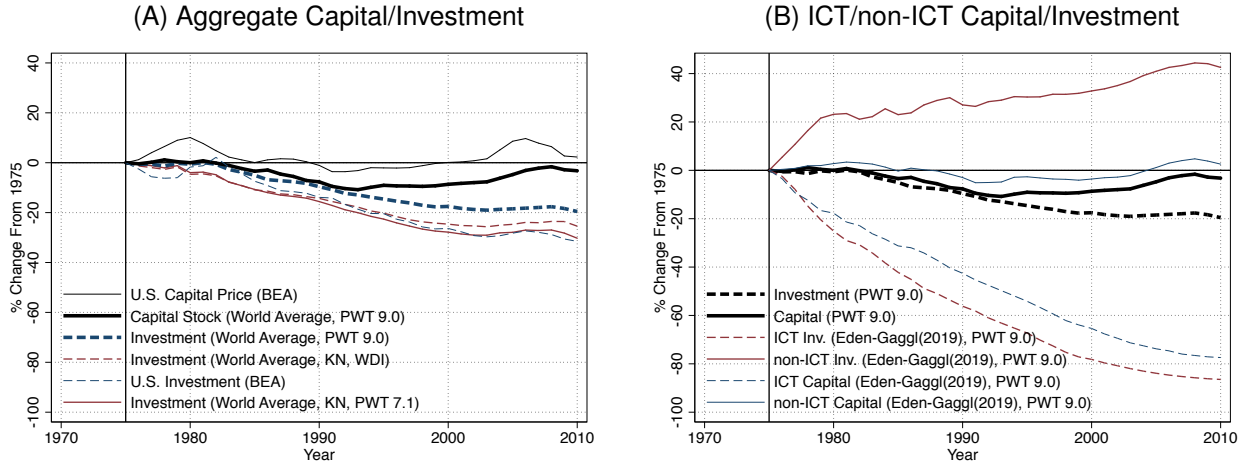 (A) Aggregate Capital/Investment
% Change From 1975
40
20
0
-20
-40
-60
-80
-100
U.S. Capital Price (BEA)
Capital Stock (World Average, PWT 9.0)
Investment (World Average, PWT 9.0)
Investment (World Average, KN, WDI)
U.S. Investment (BEA)
Investment (World Average, KN, PWT 7.1)
1970 1980 1990 2000 2010
Year
(B) ICT/non-ICT Capital/Investment
% Change From 1975
40
20
0
-20
-40
-60
-80
-100
Investment (PWT 9.0)
Capital (PWT 9.0)
ICT Inv. (Eden-Gaggl(2019), PWT 9.0)
non-ICT Inv. (Eden-Gaggl(2019), PWT 9.0)
ICT Capital (Eden-Gaggl(2019), PWT 9.0)
non-ICT Capital (Eden-Gaggl(2019), PWT 9.0)
1970 1980 1990 2000 2010
Year